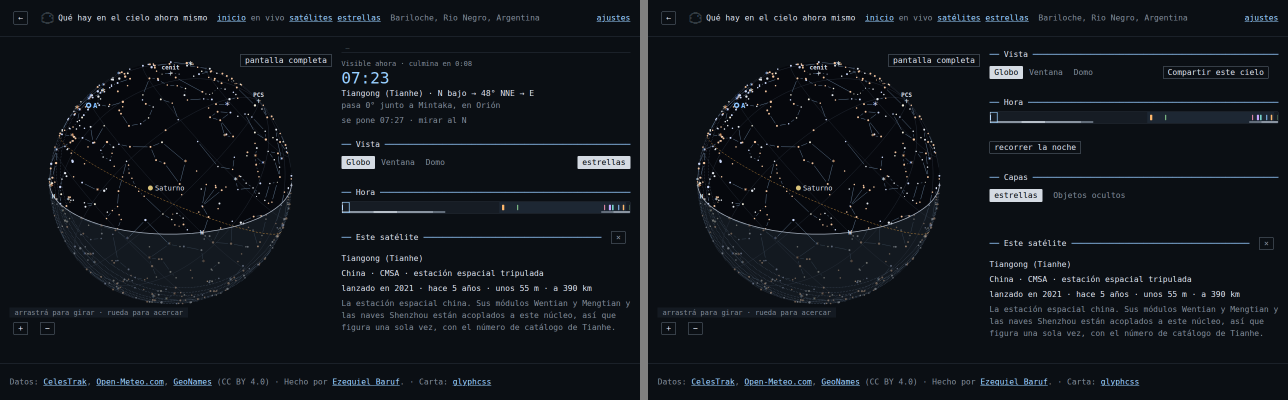 ← Qué hay en el cielo ahora mismo inicio en vivo satélites estrellas Bariloche, Rio Negro, Argentina ajustes
pantalla completa
cenit
PCS
A
Saturno
N
W
arrastrá para girar · rueda para acercar
+ −
Visible ahora · culmina en 0:08
07:23
Tiangong (Tianhe) · N bajo → 48° NNE → E
pasa 0° junto a Mintaka, en Orión
se pone 07:27 · mirar al N
Vista
Globo Ventana Domo estrellas
Hora
Este satélite ×
Tiangong (Tianhe)
China · CMSA · estación espacial tripulada
lanzado en 2021 · hace 5 años · unos 55 m · a 390 km
La estación espacial china. Sus módulos Wentian y Mengtian y
las naves Shenzhou están acoplados a este núcleo, así que
figura una sola vez, con el número de catálogo de Tianhe.
Datos: CelesTrak, Open-Meteo.com, GeoNames (CC BY 4.0) · Hecho por Ezequiel Baruf. · Carta: glyphcss
← Qué hay en el cielo ahora mismo inicio en vivo satélites estrellas Bariloche, Rio Negro, Argentina ajustes
pantalla completa
cenit
PCS
A
Saturno
N
W
arrastrá para girar · rueda para acercar
+ −
Vista
Globo Ventana Domo Compartir este cielo
Hora
recorrer la noche
Capas
estrellas Objetos ocultos
Este satélite ×
Tiangong (Tianhe)
China · CMSA · estación espacial tripulada
lanzado en 2021 · hace 5 años · unos 55 m · a 390 km
La estación espacial china. Sus módulos Wentian y Mengtian y
las naves Shenzhou están acoplados a este núcleo, así que
figura una sola vez, con el número de catálogo de Tianhe.
Datos: CelesTrak, Open-Meteo.com, GeoNames (CC BY 4.0) · Hecho por Ezequiel Baruf. · Carta: glyphcss